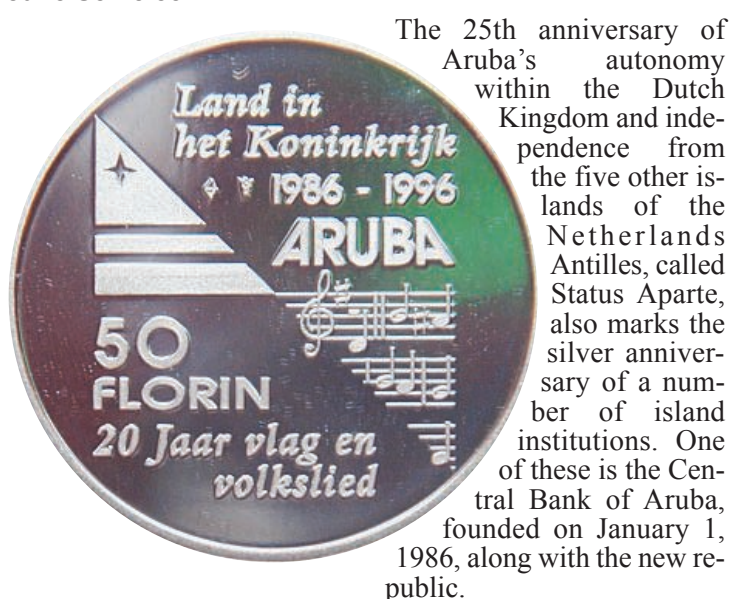 Land in
het Koninkrijk
1986 - 1996
ARUBA
50
FLORIN
20 Jaar vlag en
volkslied
The 25th anniversary of
Aruba's autonomy
within the Dutch
Kingdom and inde-
pendence from
the five other is-
lands of the
Netherlands
Antilles, called
Status Aparte,
also marks the
silver anniver-
sary of a num-
ber of island
institutions. One
of these is the Cen-
tral Bank of Aruba,
founded on January 1,
1986, along with the new re-
public.